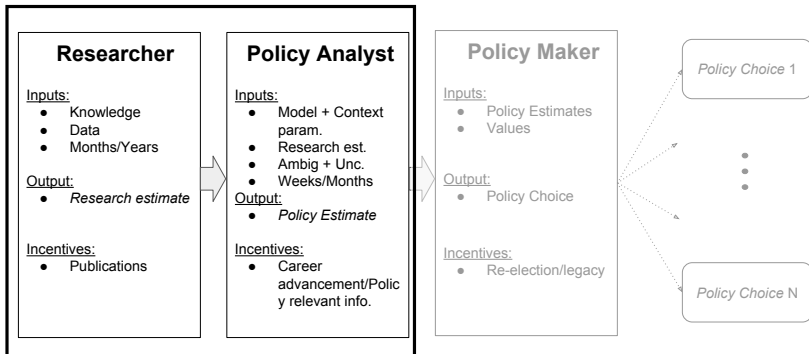 Researcher
Inputs:
● Knowledge
● Data
● Months/Years
Output:
● Research estimate
Incentives:
● Publications
Policy Analyst
Inputs:
● Model + Context
param.
● Research est.
● Ambig + Unc.
● Weeks/Months
Output:
● Policy Estimate
Incentives:
● Career
advancement/Polic
y relevant info.
Policy Maker
Inputs:
● Policy Estimates
● Values
Output:
● Policy Choice
Incentives:
● Re-election/legacy
Policy Choice 1
Policy Choice N